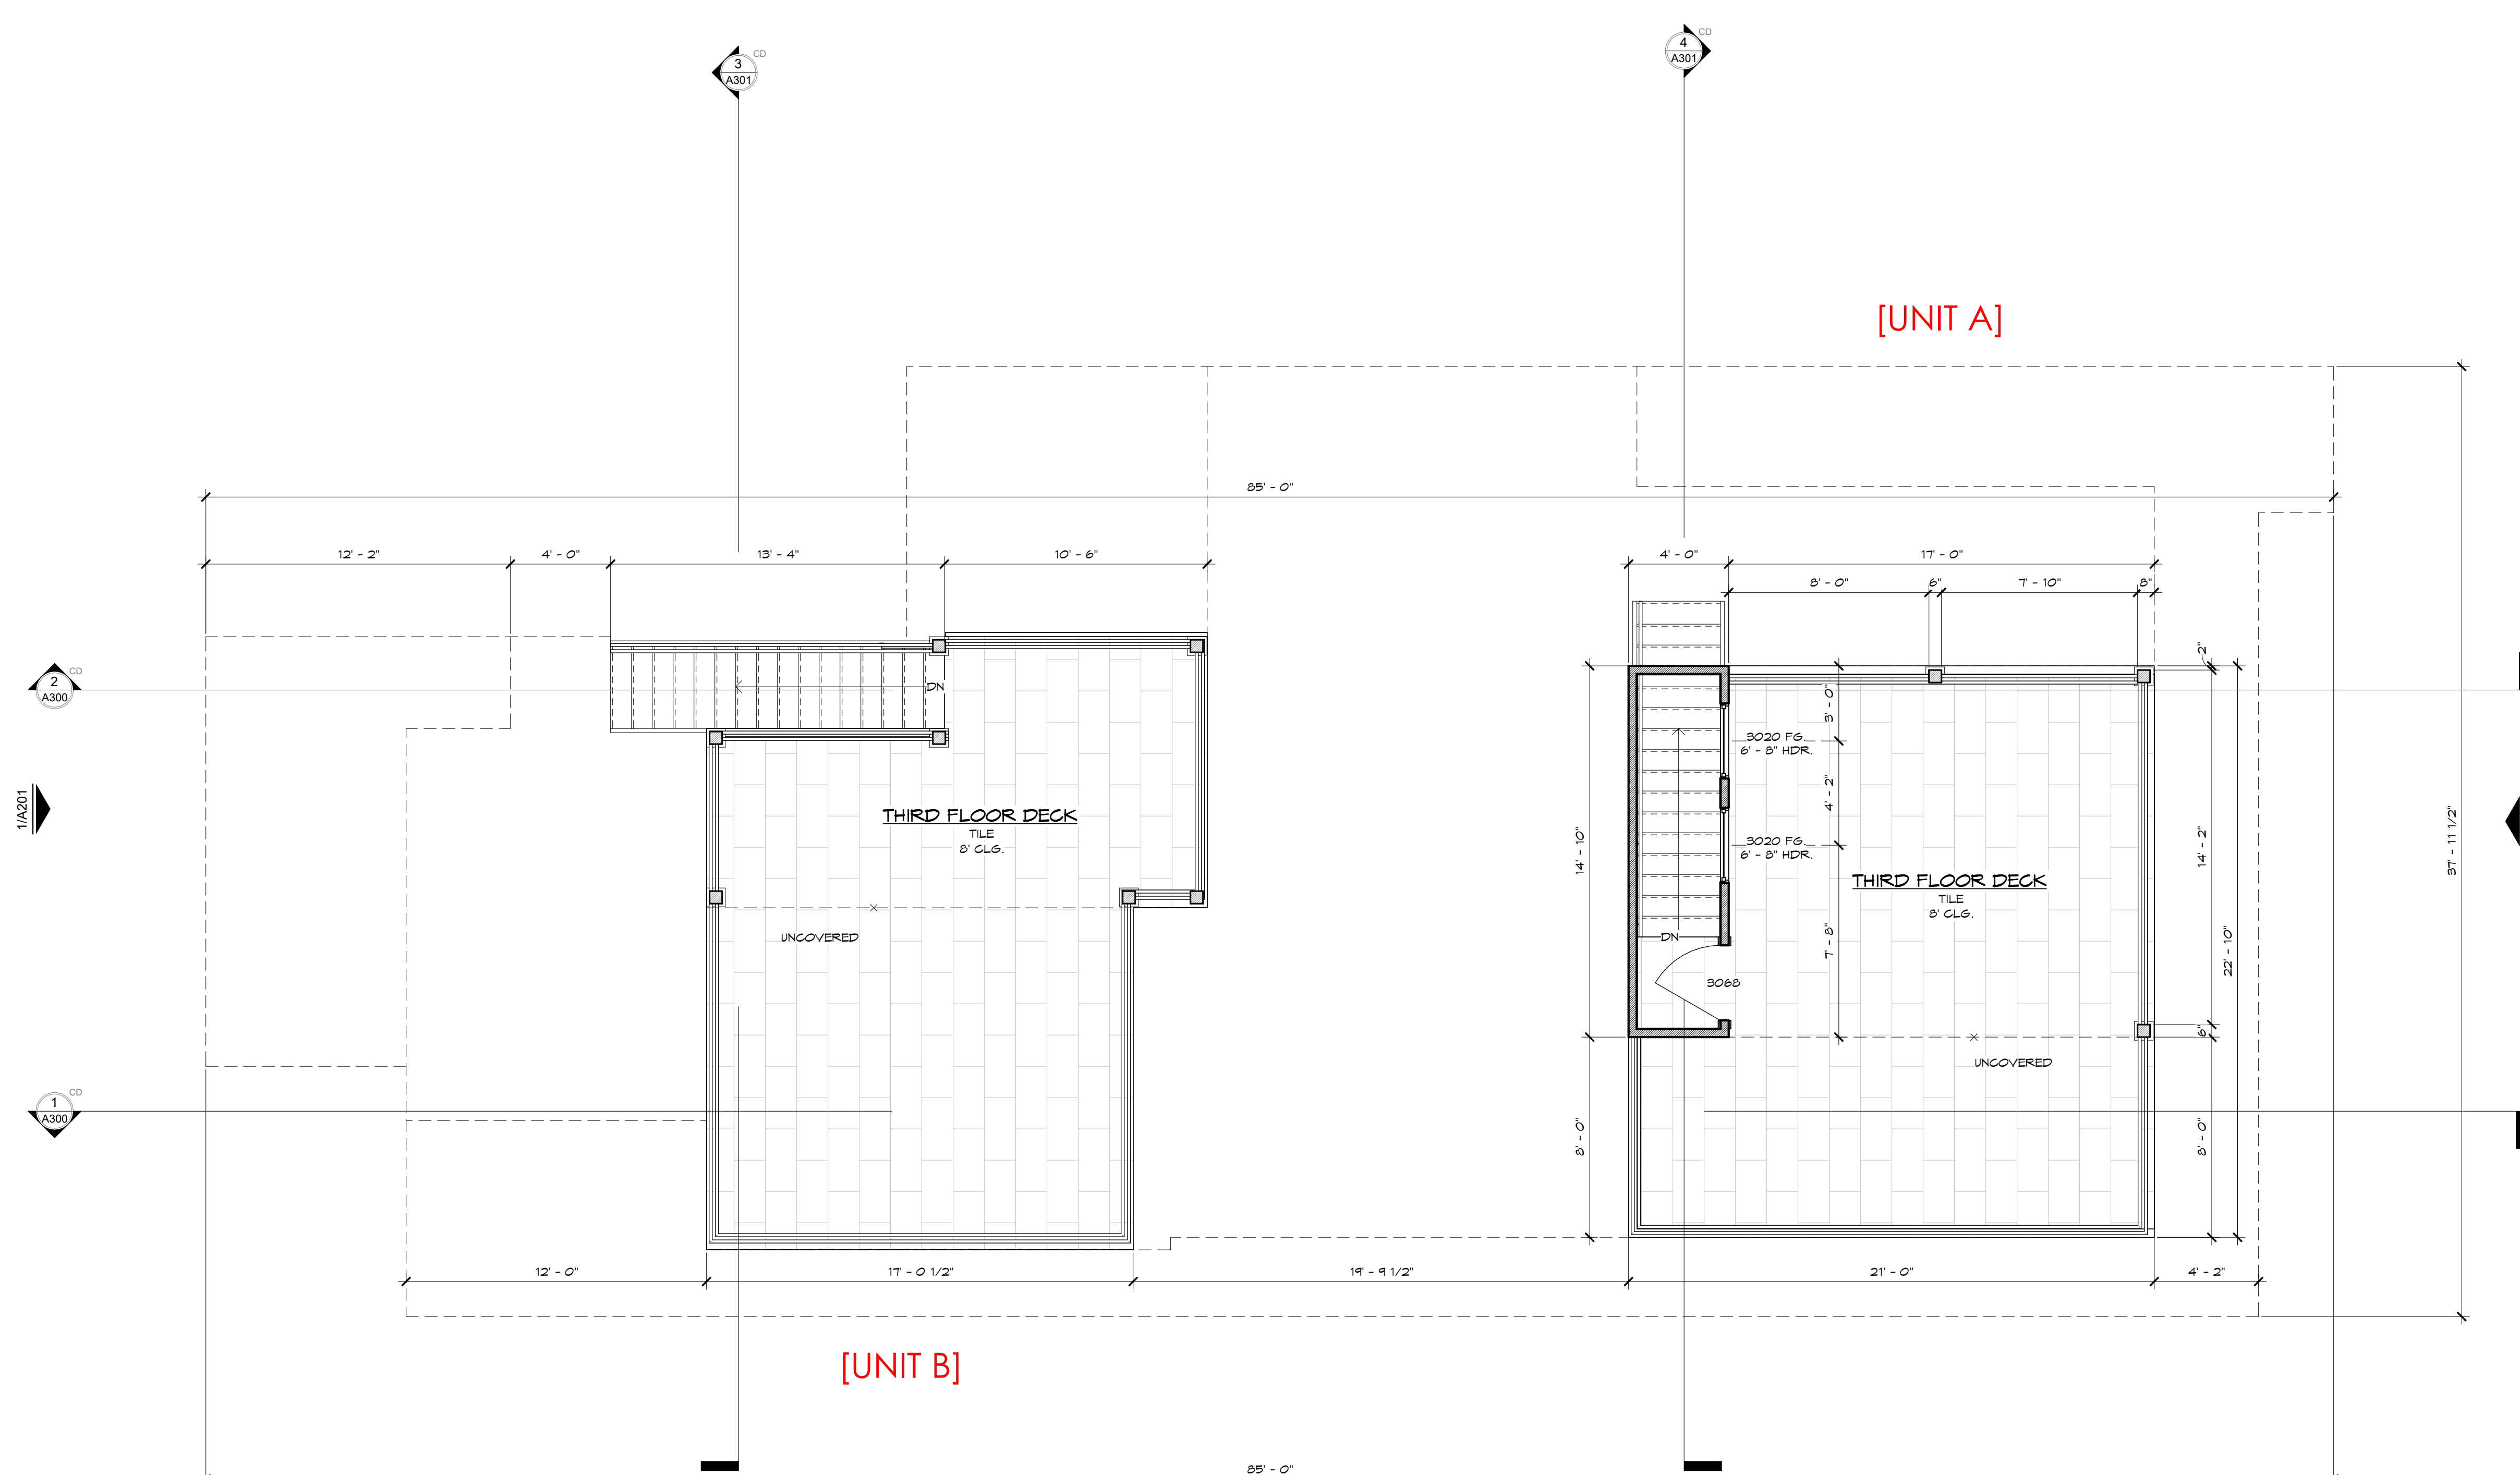 CD
3
A301
CD
4
A301
[UNIT A]
85' - 0"
12' - 2"
4' - 0"
13' - 4"
10' - 6"
4' - 0"
17' - 0"
8' - 0"
6"
7' - 10"
8"
2"
CD
2
A300
DN
3' - 0"
3020 FG.
6' - 8" HDR.
1/A201
4' - 2"
THIRD FLOOR DECK
TILE
8' CLG.
3020 FG.
6' - 8" HDR.
14' - 10"
14' - 2"
37' - 11 1/2"
THIRD FLOOR DECK
TILE
8' CLG.
UNCOVERED
DN
7' - 8"
22' - 10"
3068
6"
UNCOVERED
CD
1
A300
8' - 0"
8' - 0"
12' - 0"
17' - 0 1/2"
19' - 9 1/2"
21' - 0"
4' - 2"
[UNIT B]
85' - 0"